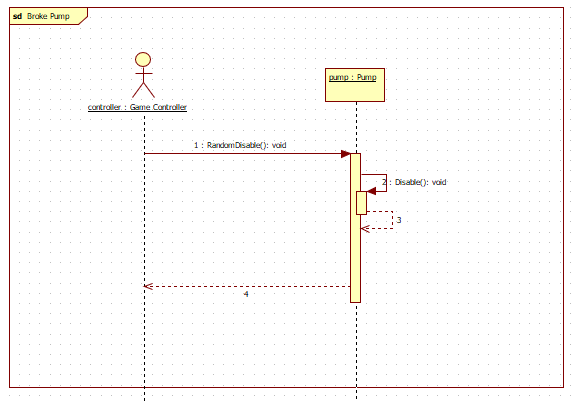 sd Broke Pump
pump : Pump
controller : Game Controller
1 : RandomDisable(): void
2 : Disable(): void
3
4